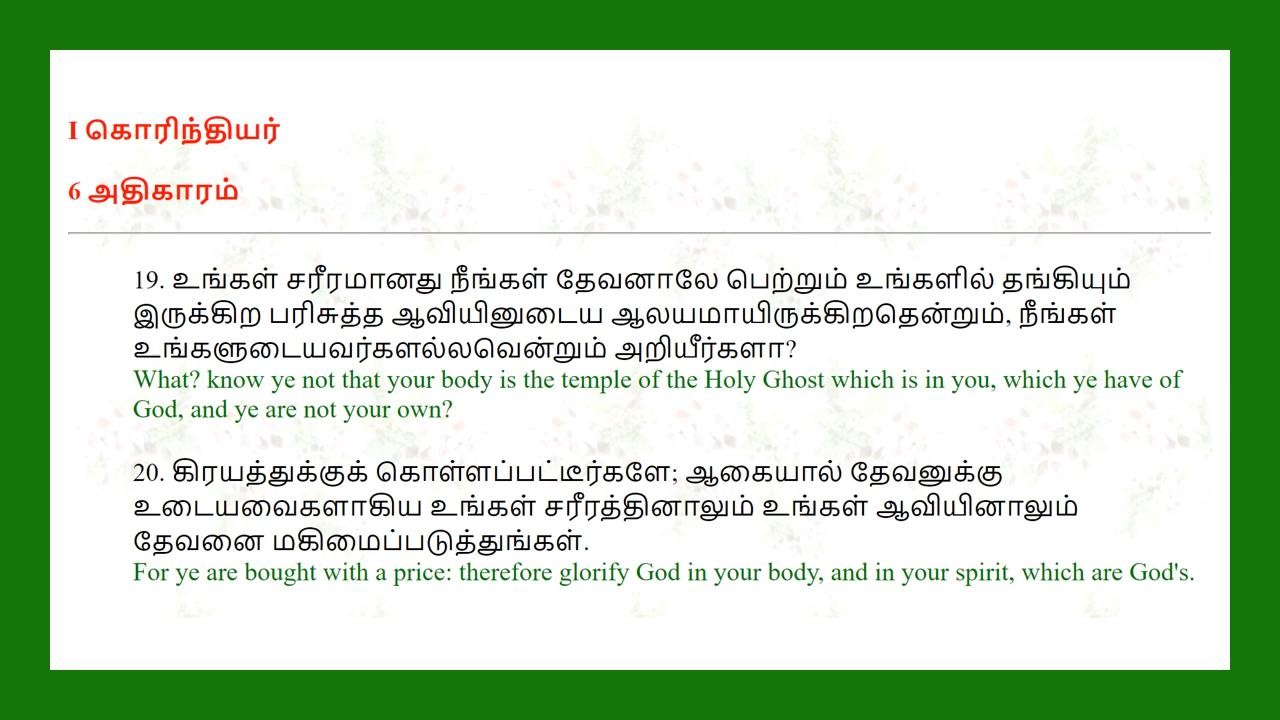 I கொரிந்தியர்
6 அதிகாரம்
19. உங்கள் சரீரமானது நீங்கள் தேவனாலே பெற்றும் உங்களில் தங்கியும்
இருக்கிற பரிசுத்த ஆவியினுடைய ஆலயமாயிருக்கிறதென்றும், நீங்கள்
உங்களுடையவர்களல்லவென்றும் அறியீர்களா?
What? know ye not that your body is the temple of the Holy Ghost which is in you, which ye have of
God, and ye are not your own?
20. கிரயத்துக்குக் கொள்ளப்பட்டீர்களே; ஆகையால் தேவனுக்கு
உடையவைகளாகிய உங்கள் சரீரத்தினாலும் உங்கள் ஆவியினாலும்
தேவனை மகிமைப்படுத்துங்கள்.
For ye are bought with a price: therefore glorify God in your body, and in your spirit, which are God's.